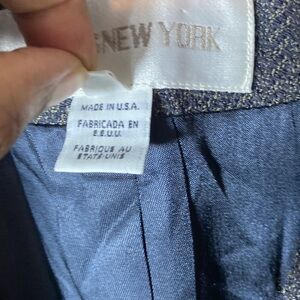 NEW YORK
MADE IN U.S.A.
FABRICADA EN
E.E.U.U.
FABRIQUE AU
ETATS-UNIS